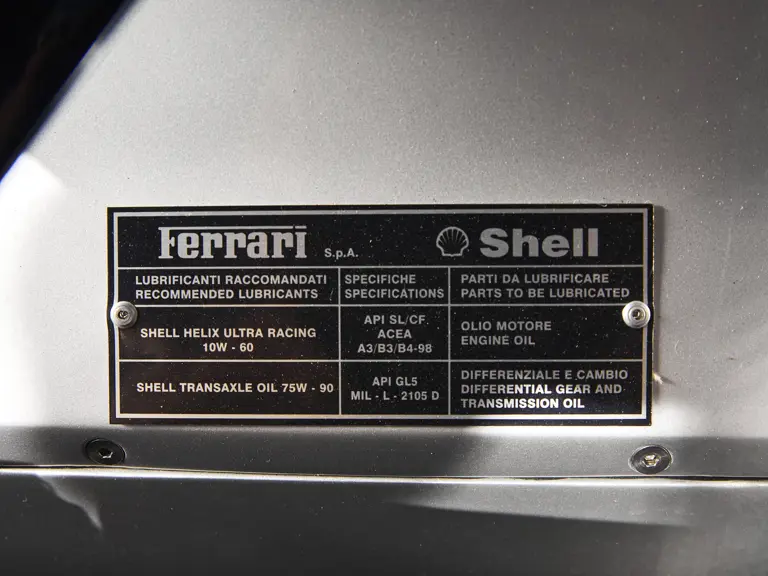 Ferrari S.p.A.
Shell
LUBRIFICANTI RACCOMANDATI
RECOMMENDED LUBRICANTS
SPECIFICHE
SPECIFICATIONS
PARTI DA LUBRIFICARE
PARTS TO BE LUBRICATED
SHELL HELIX ULTRA RACING
10W - 60
API SL/CF
ACEA
A3/B3/B4-98
OLIO MOTORE
ENGINE OIL
SHELL TRANSAXLE OIL 75W - 90
API GL5
MIL - L - 2105 D
DIFFERENZIALE E CAMBIO
DIFFERENTIAL GEAR AND
TRANSMISSION OIL